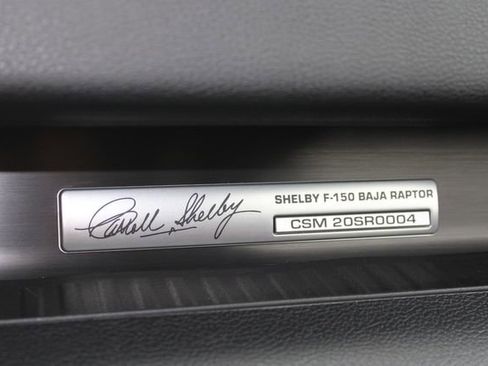 Carroll Shelby
SHELBY F-150 BAJA RAPTOR
CSM 20SR0004